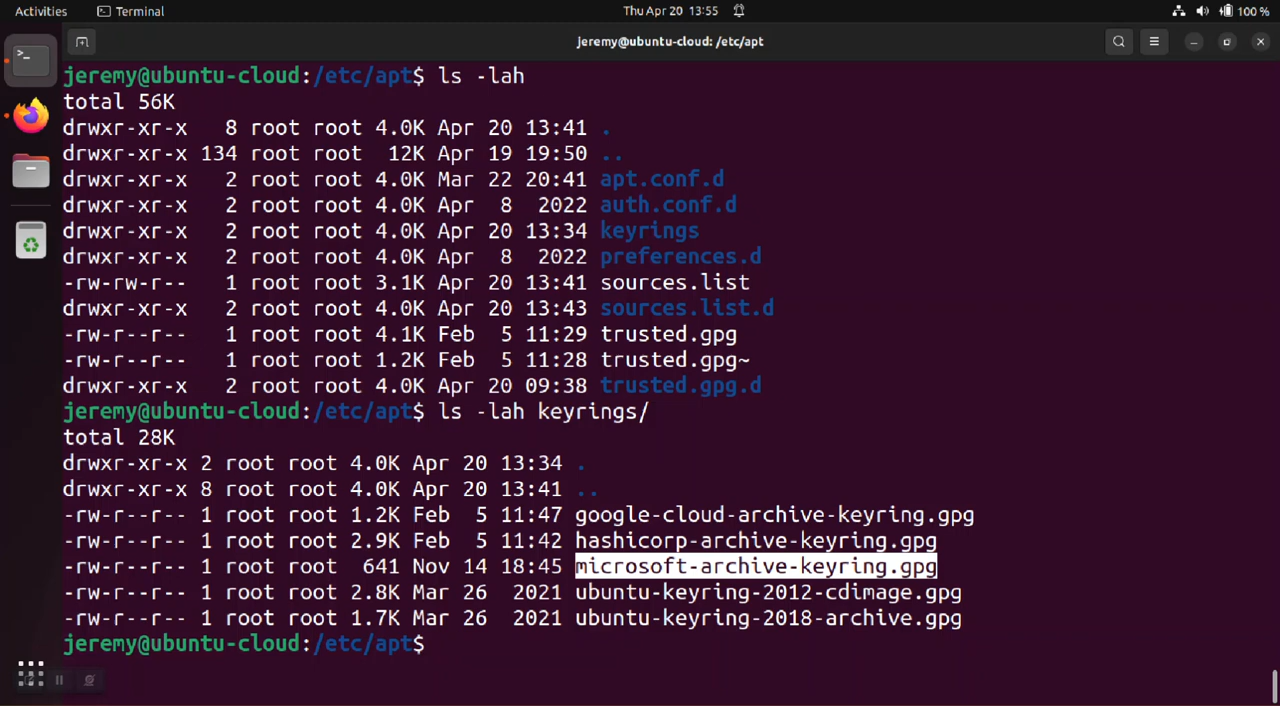 Activities Terminal Thu Apr 20 13:55 100 %
jeremy@ubuntu-cloud: /etc/apt
jeremy@ubuntu-cloud:/etc/apt$ ls -lah
total 56K
drwxr-xr-x   8 root root 4.0K Apr 20 13:41 .
drwxr-xr-x 134 root root  12K Apr 19 19:50 ..
drwxr-xr-x   2 root root 4.0K Mar 22 20:41 apt.conf.d
drwxr-xr-x   2 root root 4.0K Apr  8  2022 auth.conf.d
drwxr-xr-x   2 root root 4.0K Apr 20 13:34 keyrings
drwxr-xr-x   2 root root 4.0K Apr  8  2022 preferences.d
-rw-rw-r--   1 root root 3.1K Apr 20 13:41 sources.list
drwxr-xr-x   2 root root 4.0K Apr 20 13:43 sources.list.d
-rw-r--r--   1 root root 4.1K Feb  5 11:29 trusted.gpg
-rw-r--r--   1 root root 1.2K Feb  5 11:28 trusted.gpg~
drwxr-xr-x   2 root root 4.0K Apr 20 09:38 trusted.gpg.d
jeremy@ubuntu-cloud:/etc/apt$ ls -lah keyrings/
total 28K
drwxr-xr-x 2 root root 4.0K Apr 20 13:34 .
drwxr-xr-x 8 root root 4.0K Apr 20 13:41 ..
-rw-r--r-- 1 root root 1.2K Feb  5 11:47 google-cloud-archive-keyring.gpg
-rw-r--r-- 1 root root 2.9K Feb  5 11:42 hashicorp-archive-keyring.gpg
-rw-r--r-- 1 root root  641 Nov 14 18:45 microsoft-archive-keyring.gpg
-rw-r--r-- 1 root root 2.8K Mar 26  2021 ubuntu-keyring-2012-cdimage.gpg
-rw-r--r-- 1 root root 1.7K Mar 26  2021 ubuntu-keyring-2018-archive.gpg
jeremy@ubuntu-cloud:/etc/apt$